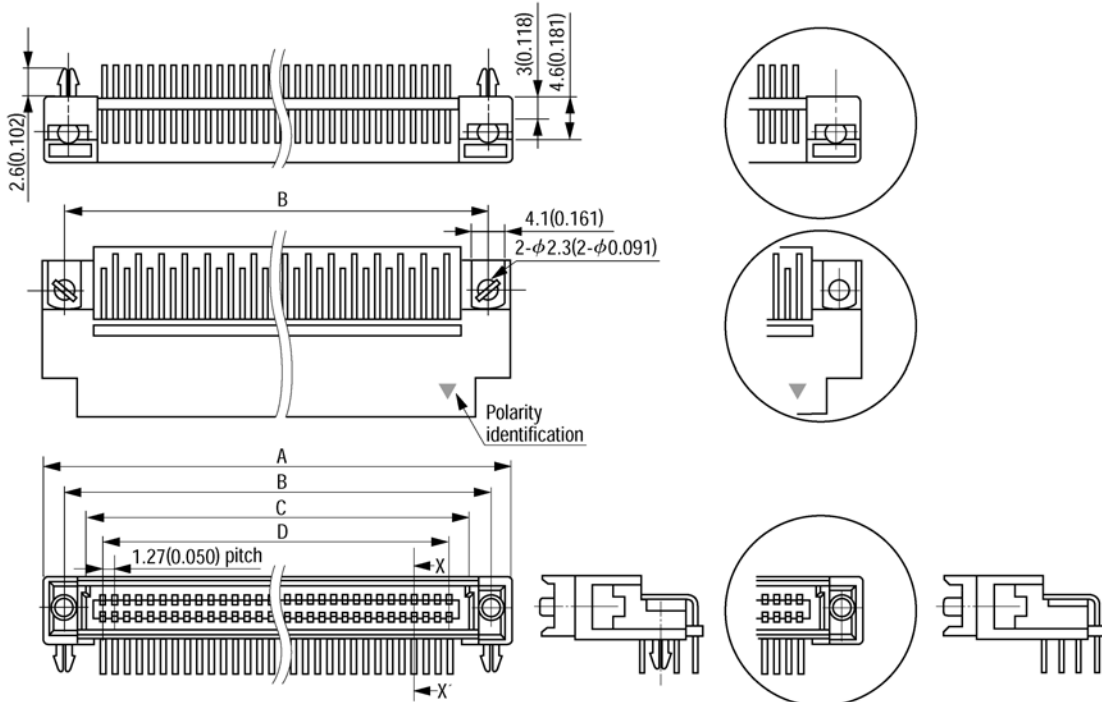 2.6(0.102)
3(0.118)
4.6(0.181)
B
4.1(0.161)
2-ϕ2.3(2-ϕ0.091)
Polarity
identification
A
B
C
D
1.27(0.050) pitch
X
X'